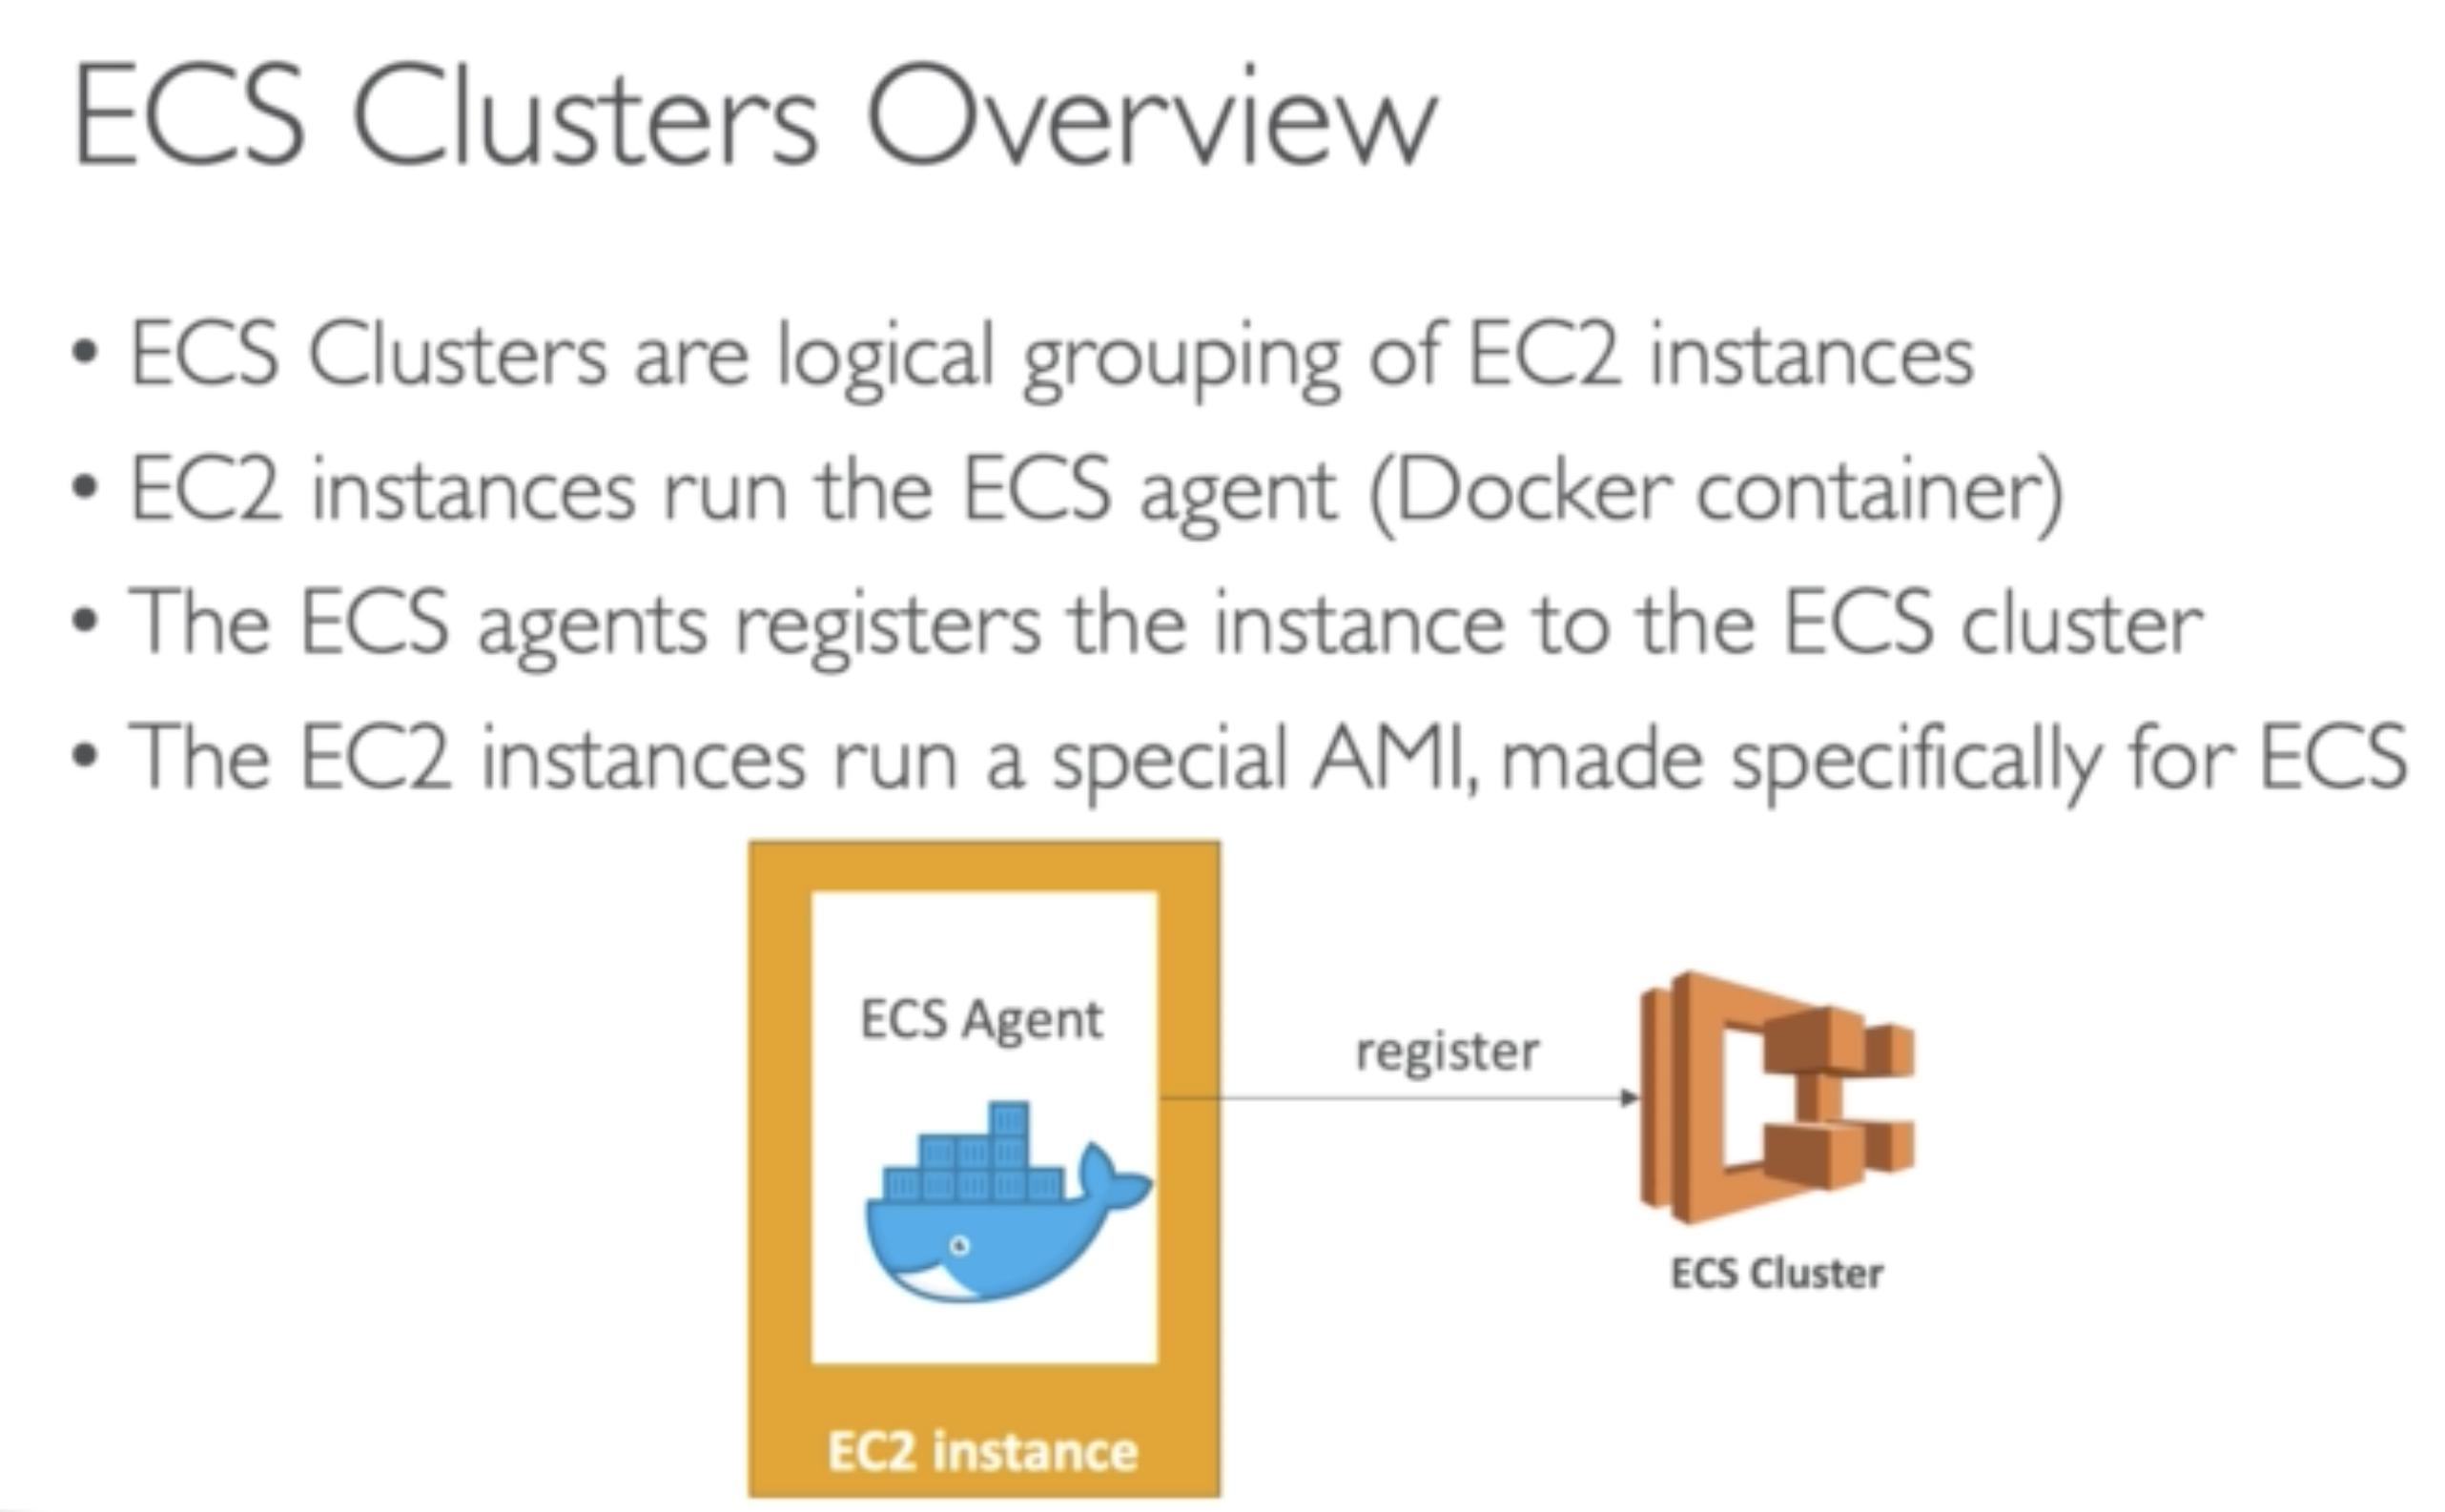 ECS Clusters Overview
• ECS Clusters are logical grouping of EC2 instances
• EC2 instances run the ECS agent (Docker container)
• The ECS agents registers the instance to the ECS cluster
• The EC2 instances run a special AMI, made specifically for ECS
ECS Agent
register
ECS Cluster
EC2 instance